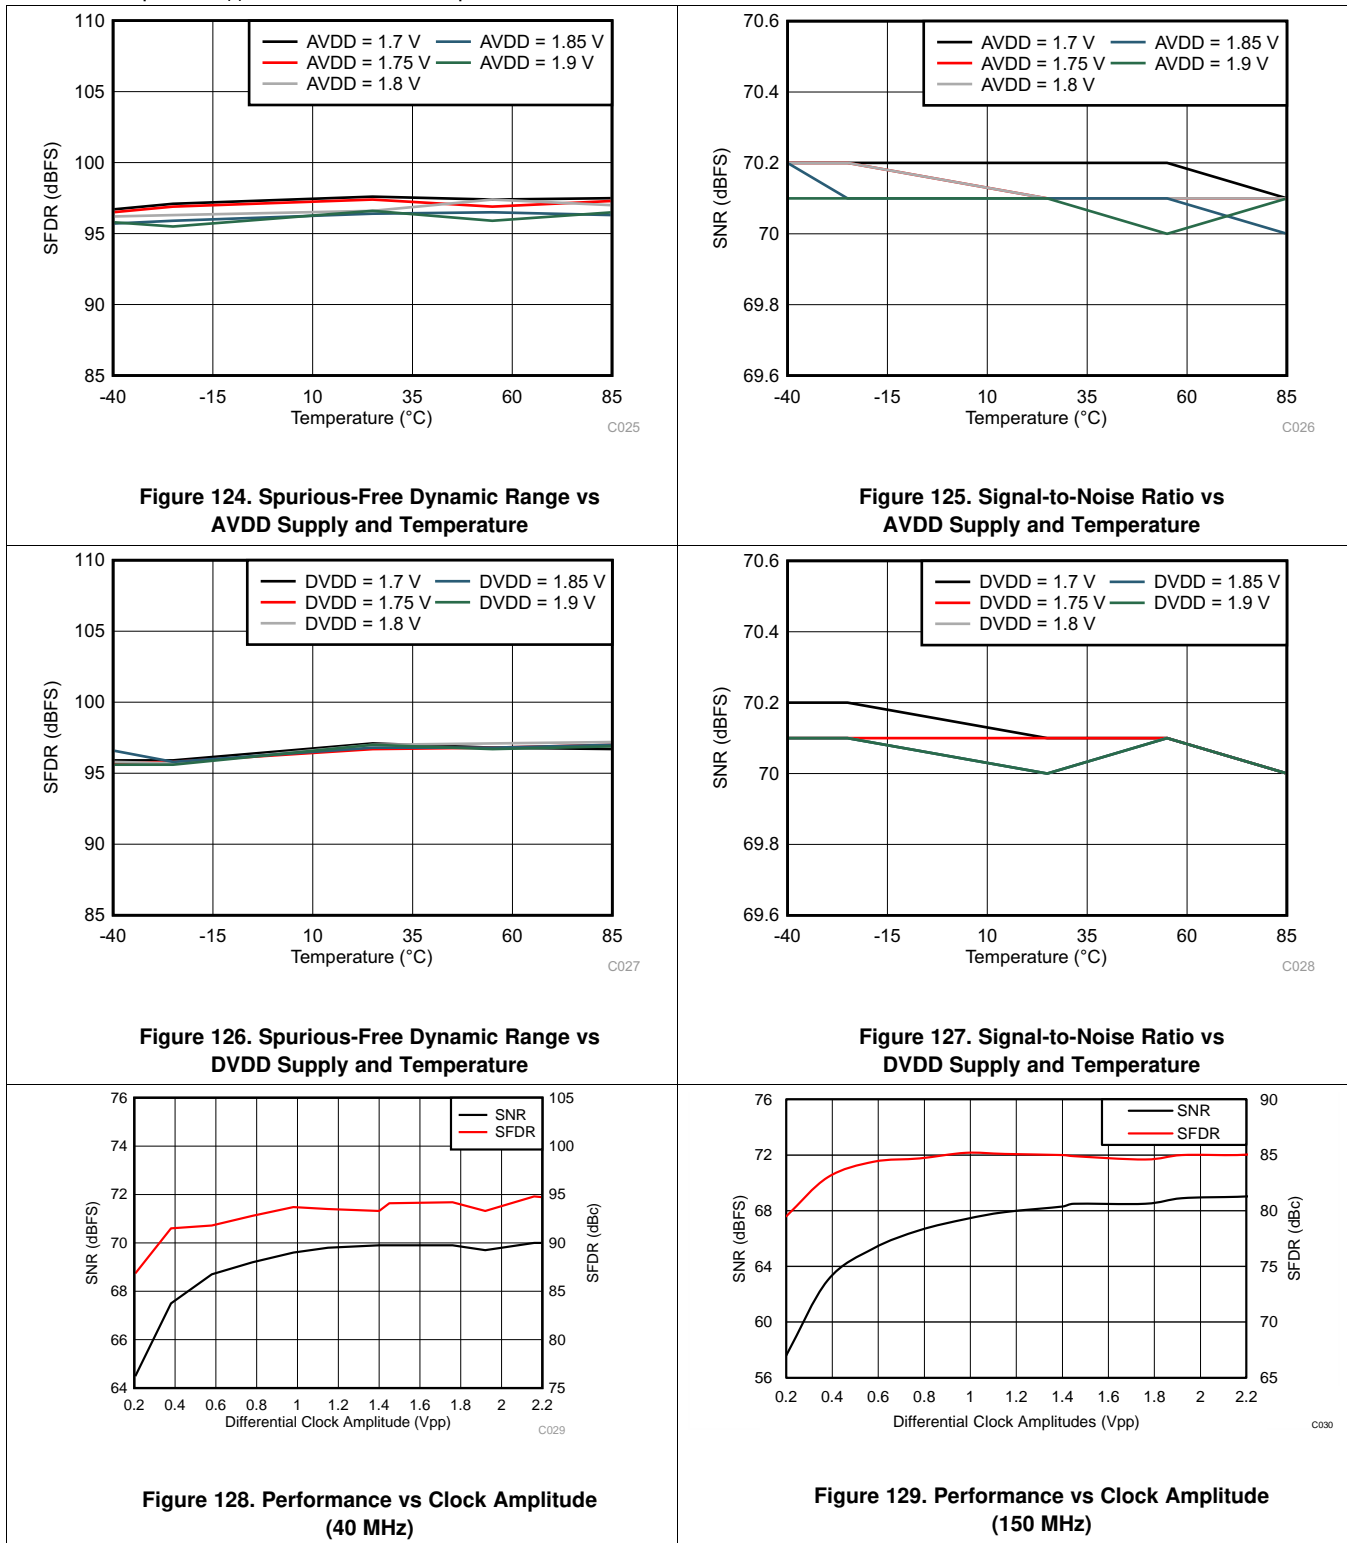 110
105
100
95
90
85
SFDR (dBFS)
AVDD = 1.7 V
AVDD = 1.75 V
AVDD = 1.8 V
AVDD = 1.85 V
AVDD = 1.9 V
-40 -15 10 35 60 85
Temperature (°C)
C025
Figure 124. Spurious-Free Dynamic Range vs
AVDD Supply and Temperature
70.6
70.4
70.2
70
69.8
69.6
SNR (dBFS)
AVDD = 1.7 V
AVDD = 1.75 V
AVDD = 1.8 V
AVDD = 1.85 V
AVDD = 1.9 V
-40 -15 10 35 60 85
Temperature (°C)
C026
Figure 125. Signal-to-Noise Ratio vs
AVDD Supply and Temperature
110
105
100
95
90
85
SFDR (dBFS)
DVDD = 1.7 V
DVDD = 1.75 V
DVDD = 1.8 V
DVDD = 1.85 V
DVDD = 1.9 V
-40 -15 10 35 60 85
Temperature (°C)
C027
Figure 126. Spurious-Free Dynamic Range vs
DVDD Supply and Temperature
70.6
70.4
70.2
70
69.8
69.6
SNR (dBFS)
DVDD = 1.7 V
DVDD = 1.75 V
DVDD = 1.8 V
DVDD = 1.85 V
DVDD = 1.9 V
-40 -15 10 35 60 85
Temperature (°C)
C028
Figure 127. Signal-to-Noise Ratio vs
DVDD Supply and Temperature
76
74
72
70
68
66
64
SNR (dBFS)
SNR
SFDR
105
100
95
90
85
80
75
SFDR (dBc)
0.2 0.4 0.6 0.8 1 1.2 1.4 1.6 1.8 2 2.2
Differential Clock Amplitude (Vpp)
C029
Figure 128. Performance vs Clock Amplitude
(40 MHz)
76
72
68
64
60
56
SNR (dBFS)
SNR
SFDR
90
85
80
75
70
65
SFDR (dBc)
0.2 0.4 0.6 0.8 1 1.2 1.4 1.6 1.8 2 2.2
Differential Clock Amplitudes (Vpp)
C030
Figure 129. Performance vs Clock Amplitude
(150 MHz)